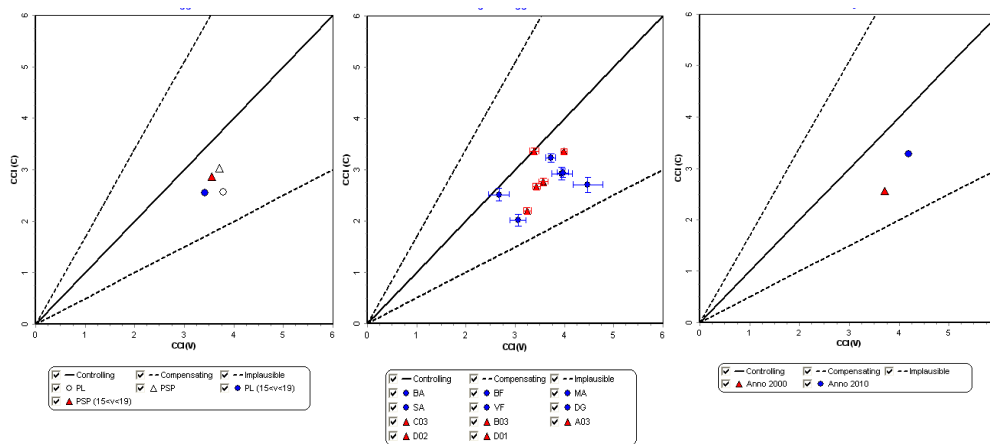 6
5
4
3
2
1
0
CCI (C)
0 1 2 3 4 5 6
CCI(V)
Controlling Compensating Implausible
PL PSP PL (15<v<19)
PSP (15<v<19)
6
5
4
3
2
1
0
CCI (C)
0 1 2 3 4 5 6
CCI(V)
Controlling Compensating Implausible
BA BF MA
SA VF DG
C03 B03 A03
D02 D01
6
5
4
3
2
1
0
CCI (C)
0 1 2 3 4 5
CCI(V)
Controlling Compensating Implausible
Anno 2000 Anno 2010